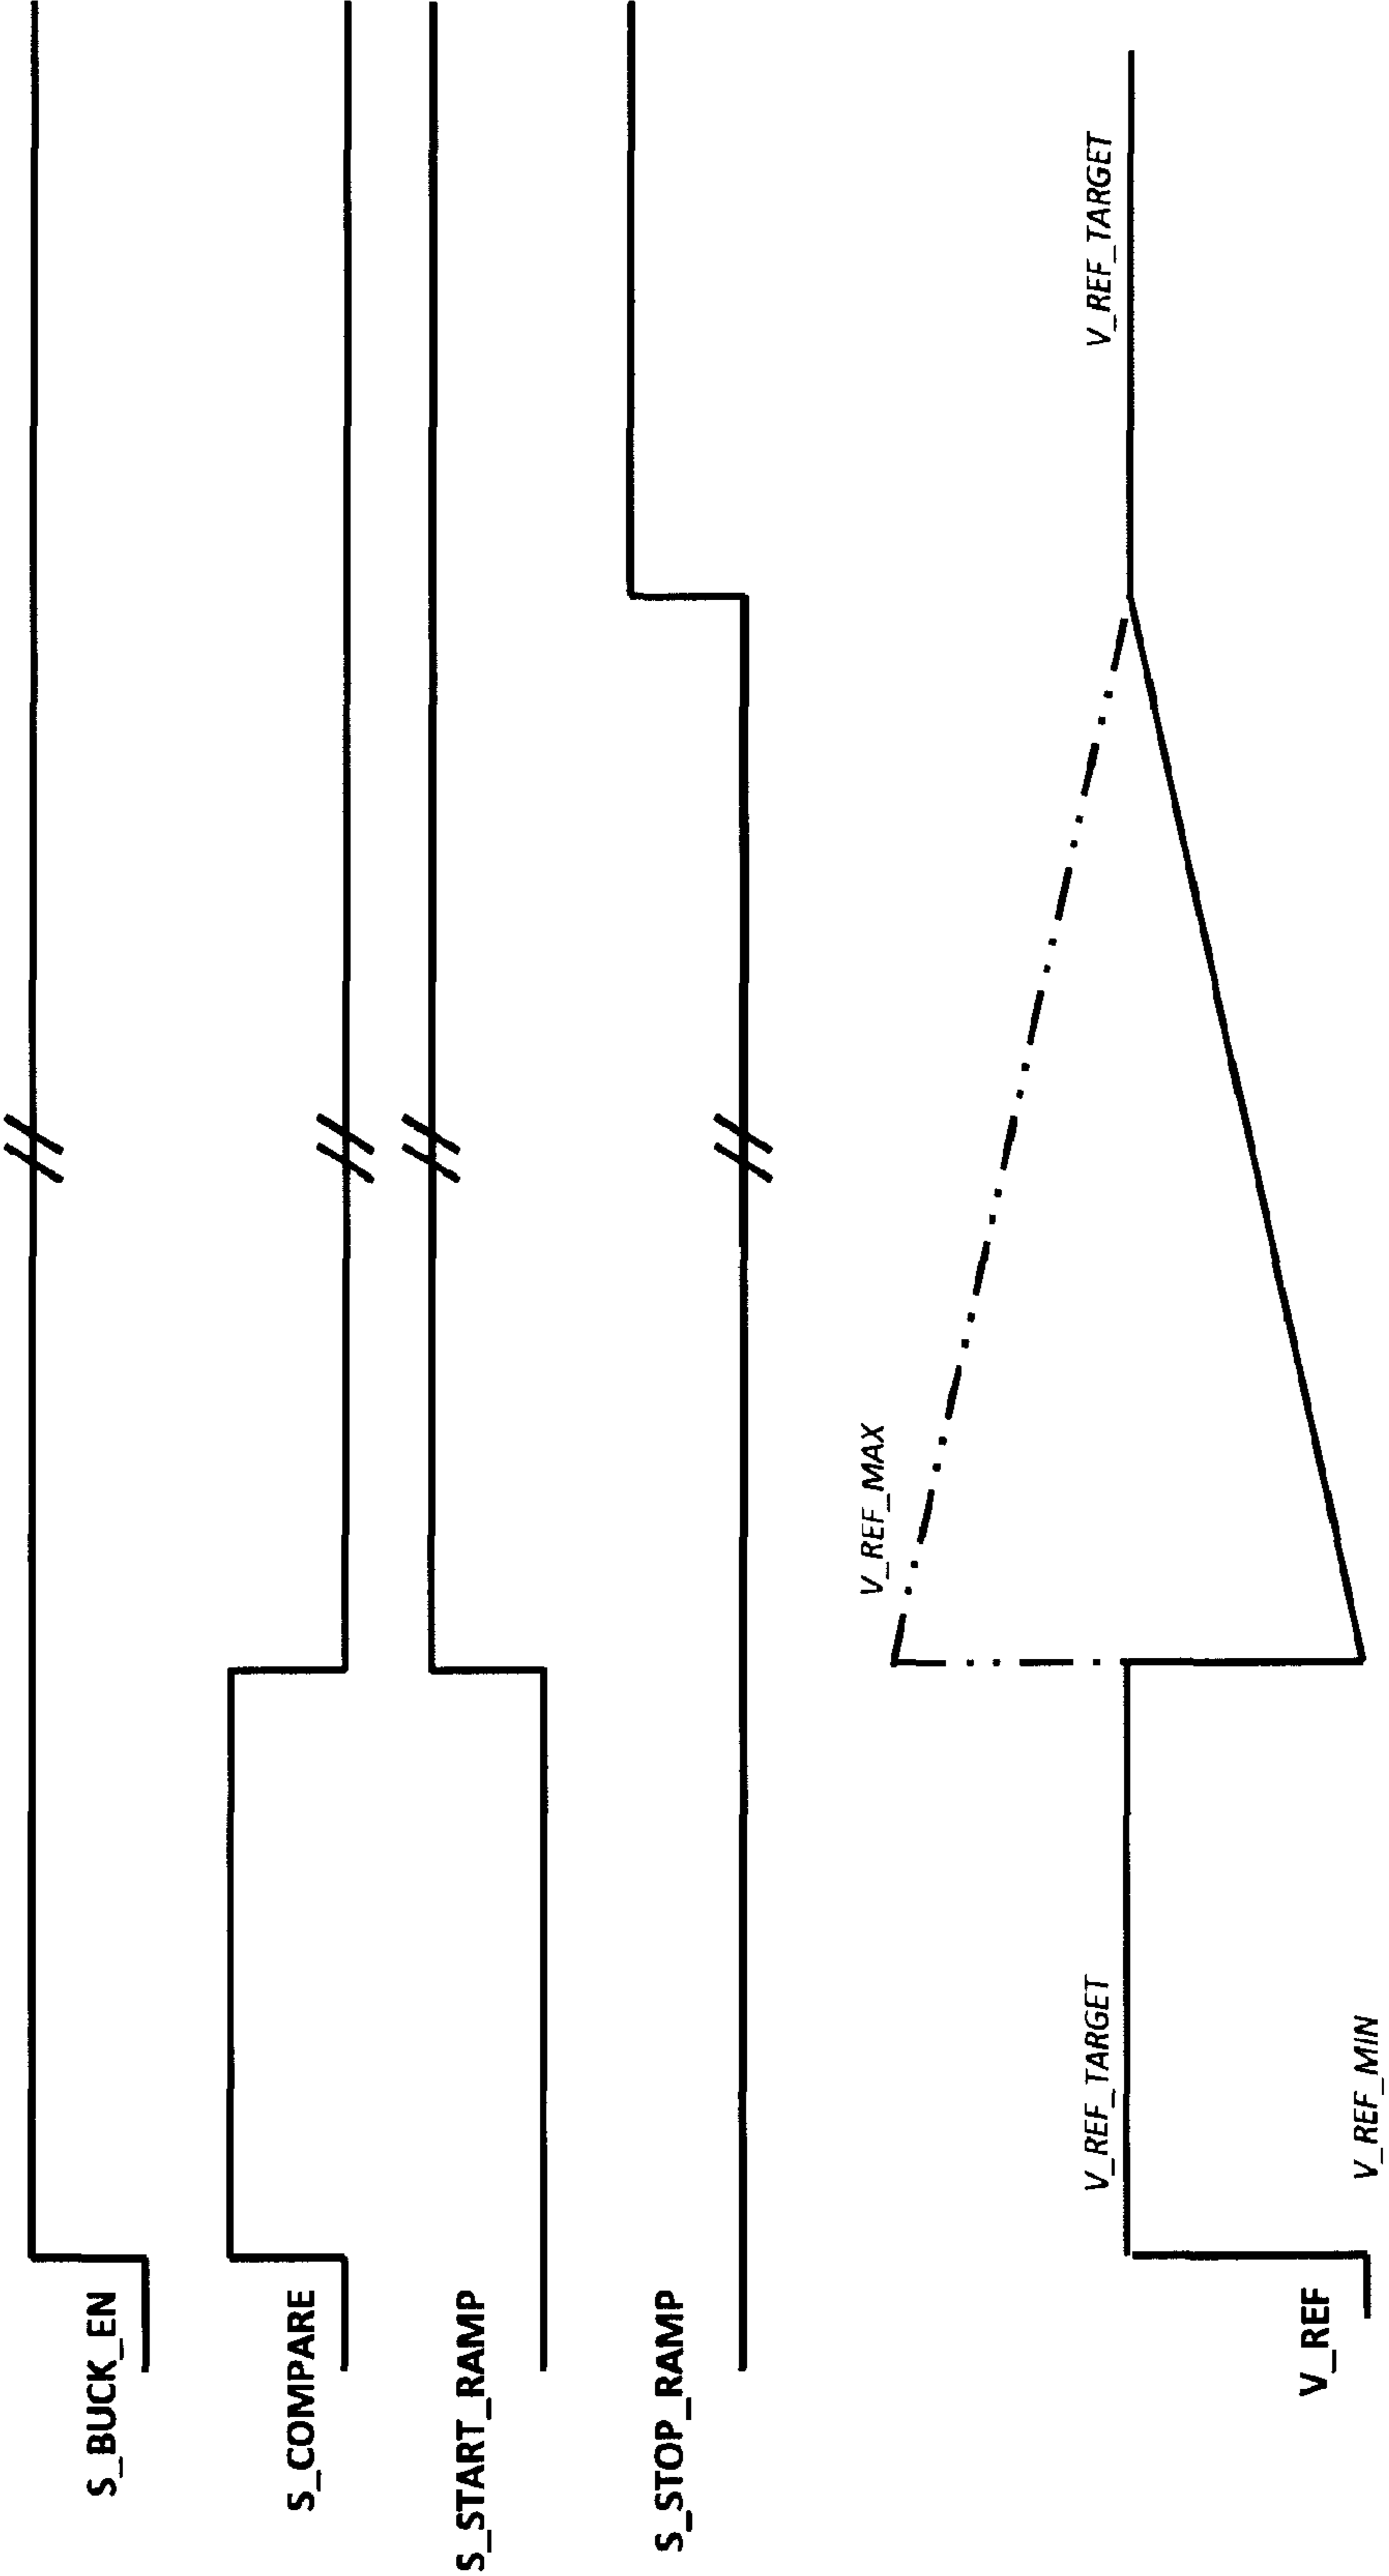 S_BUCK_EN
S_COMPARE
S_START_RAMP
S_STOP_RAMP
V_REF_MAX
V_REF_TARGET
V_REF_TARGET
V_REF
V_REF_MIN